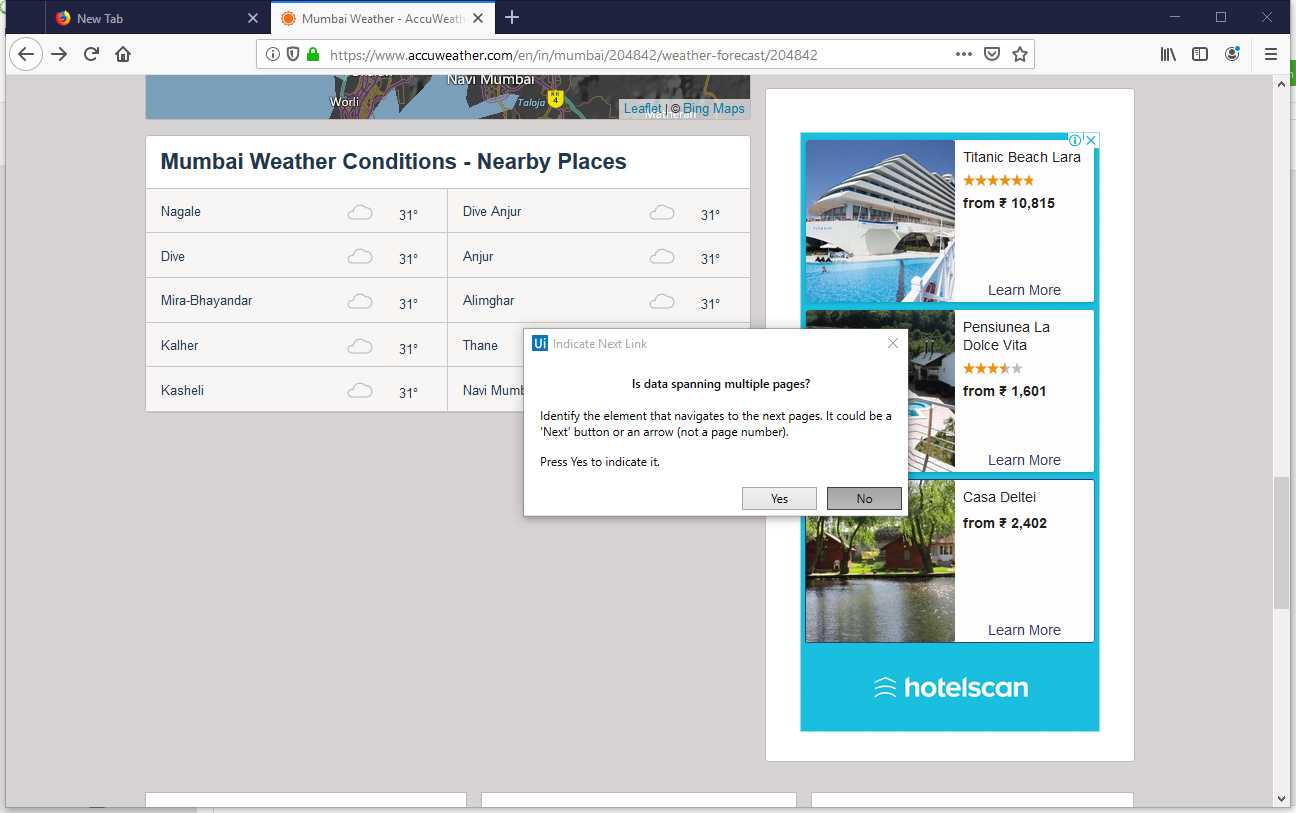 New Tab
Mumbai Weather - AccuWeath
https://www.accuweather.com/en/in/mumbai/204842/weather-forecast/204842
Navi Mumbai
Worli
Taloja
NH
4
Leaflet | © Bing Maps
Matheran
Mumbai Weather Conditions - Nearby Places
Nagale 31° Dive Anjur 31°
Dive 31° Anjur 31°
Mira-Bhayandar 31° Alimghar 31°
Kalher 31° Thane
Kasheli 31° Navi Mumb
Ui Indicate Next Link
Is data spanning multiple pages?
Identify the element that navigates to the next pages. It could be a
'Next' button or an arrow (not a page number).
Press Yes to indicate it.
Yes No
Titanic Beach Lara
from ₹ 10,815
TITANIC
Learn More
Pensiunea La
Dolce Vita
from ₹ 1,601
Learn More
Casa Deltei
from ₹ 2,402
Learn More
hotelscan